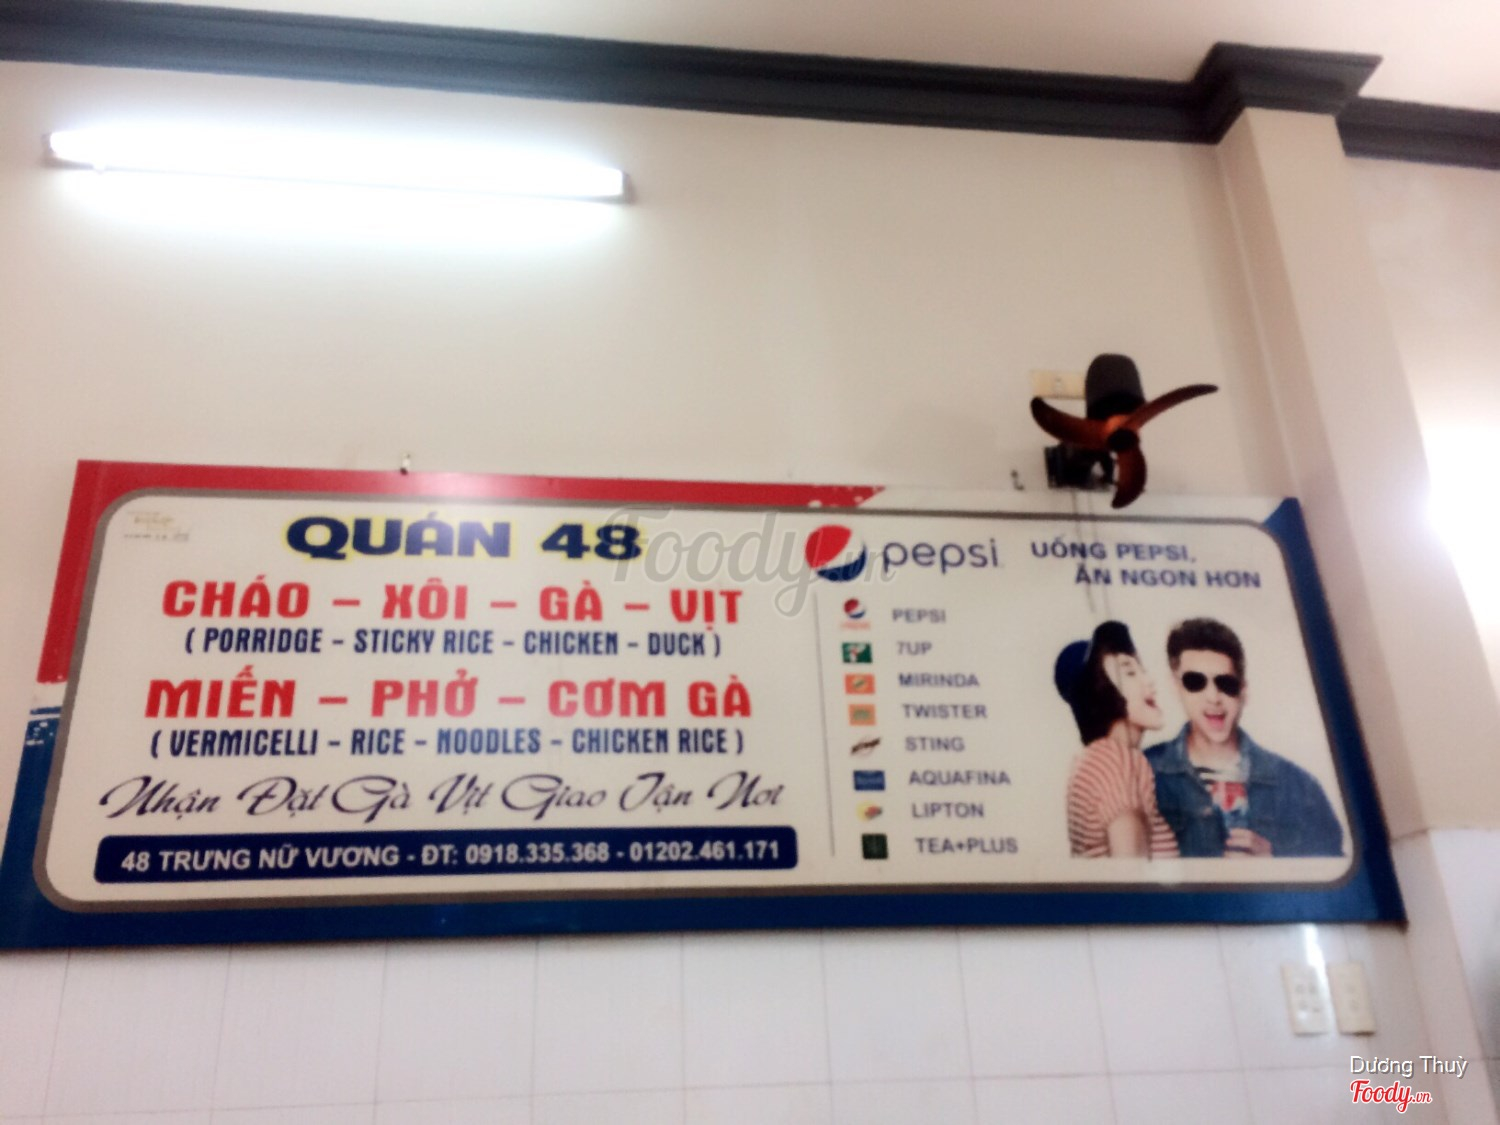 QUÁN 48
CHÁO – XÔI – GÀ – VỊT
( PORRIDGE – STICKY RICE – CHICKEN – DUCK )
MIẾN – PHỞ – CƠM GÀ
( VERMICELLI – RICE – NOODLES – CHICKEN RICE )
Nhận Đặt Gà Vịt Giao Tận Nơi
48 TRƯNG NỮ VƯƠNG - ĐT: 0918.335.368 - 01202.461.171
pepsi
UỐNG PEPSI,
ĂN NGON HƠN
PEPSI
7UP
MIRINDA
TWISTER
STING
AQUAFINA
LIPTON
TEA+PLUS
Foody.vn
Dương Thuỳ
Foody.vn